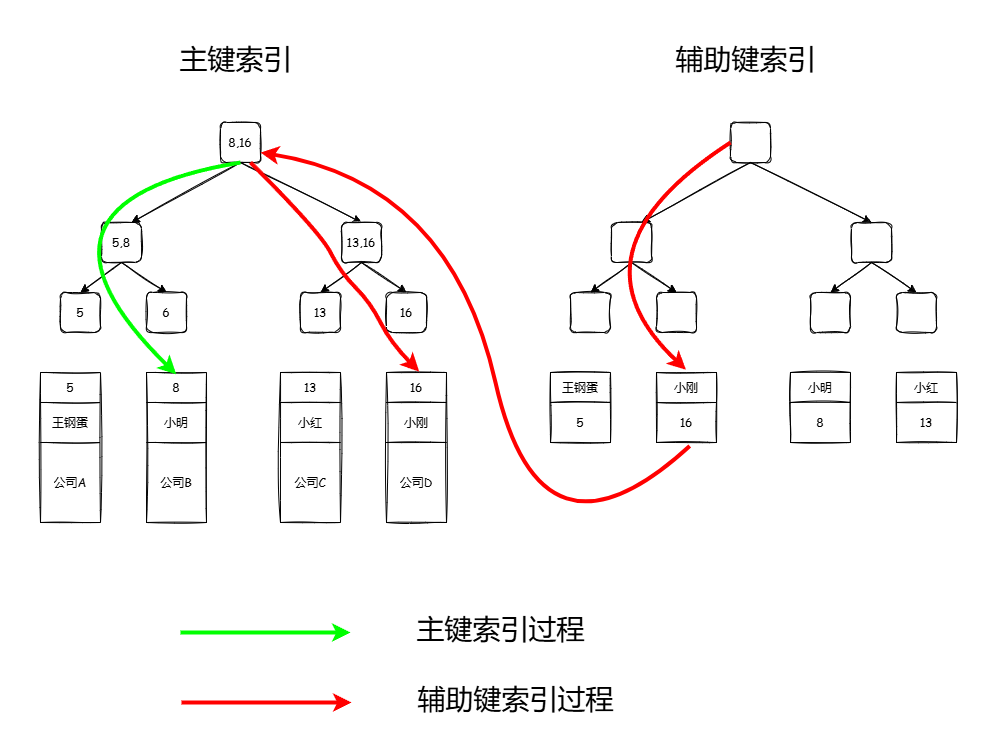 主键索引
辅助键索引
8,16
5,8
13,16
5
6
13
16
5
8
13
16
王钢蛋
小刚
小明
小红
王钢蛋
小明
小红
小刚
5
16
8
13
公司A
公司B
公司C
公司D
主键索引过程
辅助键索引过程